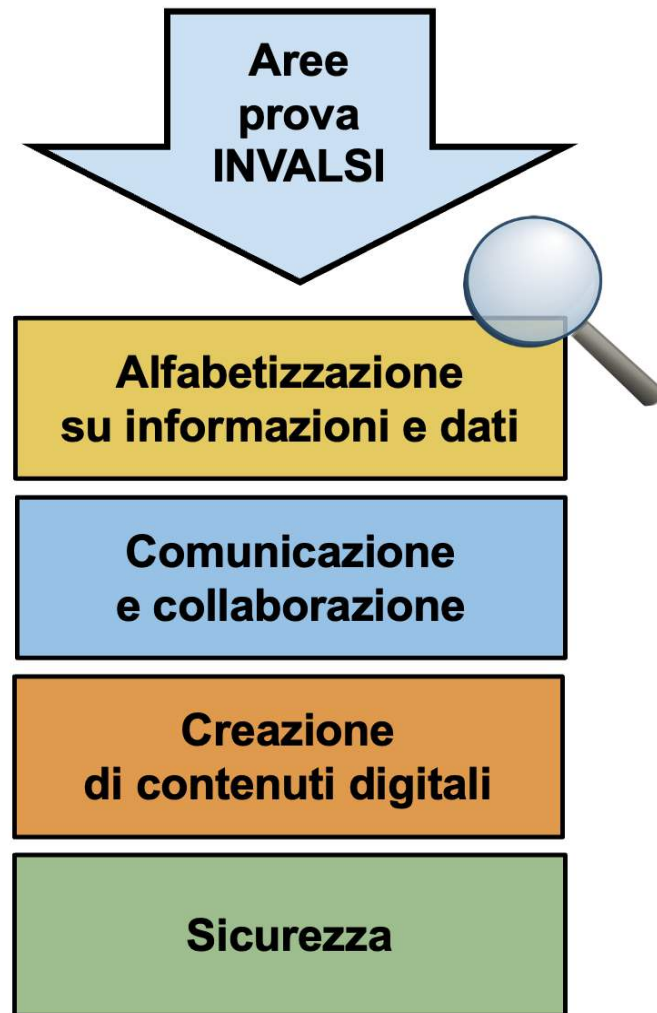 Aree
prova
INVALSI
Alfabetizzazione
su informazioni e dati
Comunicazione
e collaborazione
Creazione
di contenuti digitali
Sicurezza